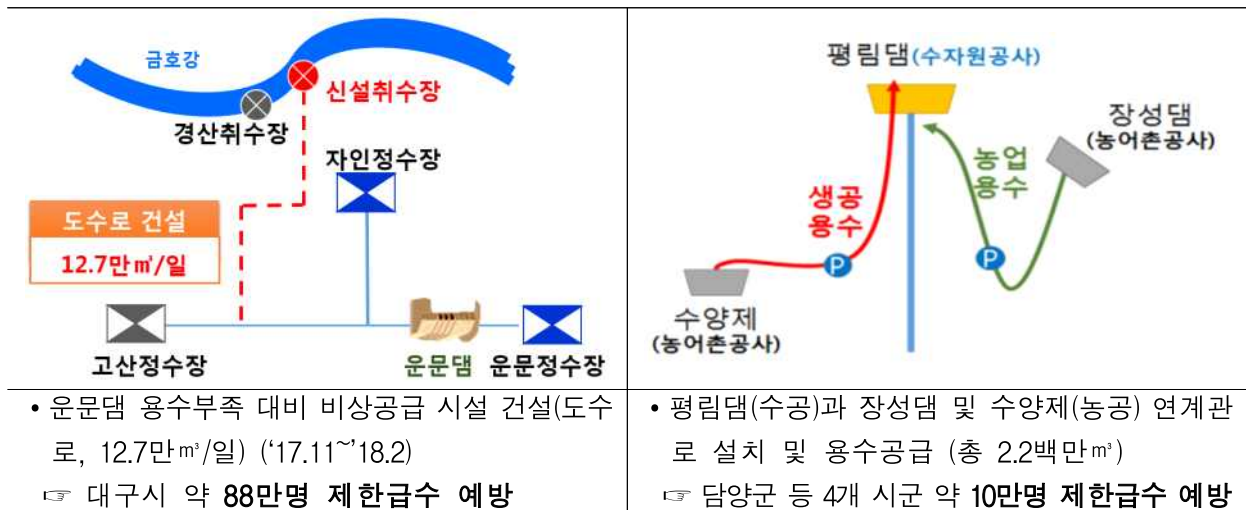 금호강
신설취수장
경산취수장
자인정수장
도수로 건설
12.7만㎥/일
고산정수장
운문댐
운문정수장
평림댐(수자원공사)
장성댐
(농어촌공사)
농업
용수
생공
용수
P
P
수양제
(농어촌공사)
• 운문댐 용수부족 대비 비상공급 시설 건설(도수
로, 12.7만㎥/일) (‘17.11~’18.2)
☞ 대구시 약 88만명 제한급수 예방
• 평림댐(수공)과 장성댐 및 수양제(농공) 연계관
로 설치 및 용수공급 (총 2.2백만㎥)
☞ 담양군 등 4개 시군 약 10만명 제한급수 예방